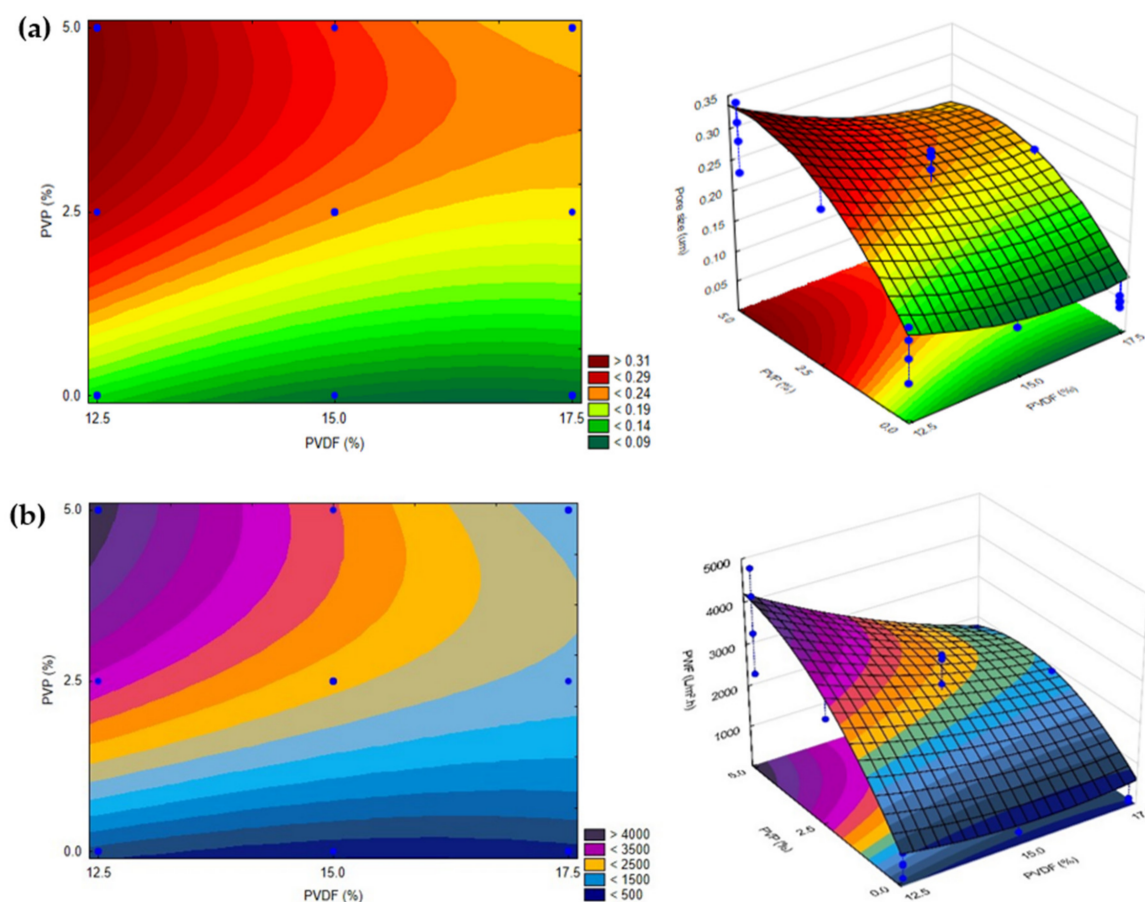 (a)
5.0
PVP (%)
2.5
0.0
12.5 15.0 17.5
PVDF (%)
> 0.31
< 0.29
< 0.24
< 0.19
< 0.14
< 0.09
0.35
0.30
0.25
0.20
0.15
0.10
0.05
Pore size (um)
5.0
2.5
0.0
PVP (%)
12.5
15.0
17.5
PVDF (%)
(b)
5.0
PVP (%)
2.5
0.0
12.5 15.0 17.5
PVDF (%)
> 4000
< 3500
< 2500
< 1500
< 500
5000
4000
3000
2000
1000
PWF (L/m².h)
5.0
2.5
0.0
PVP (%)
12.5
15.0
17
PVDF (%)